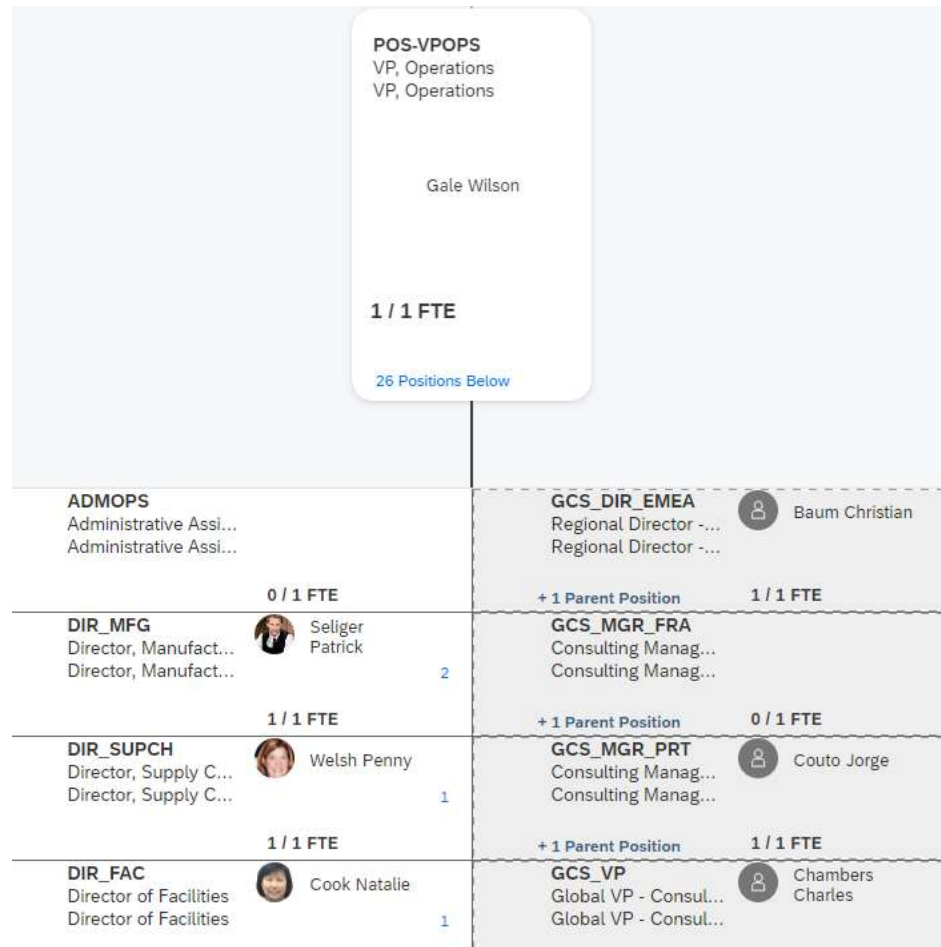 POS-VPOPS
VP, Operations
VP, Operations
Gale Wilson
1 / 1 FTE
26 Positions Below
ADMOPS
Administrative Assi...
Administrative Assi...
0 / 1 FTE
DIR_MFG
Director, Manufact...
Director, Manufact...
Seliger
Patrick
2
1 / 1 FTE
DIR_SUPCH
Director, Supply C...
Director, Supply C...
Welsh Penny
1
1 / 1 FTE
DIR_FAC
Director of Facilities
Director of Facilities
Cook Natalie
1
GCS_DIR_EMEA
Regional Director -...
Regional Director -...
Baum Christian
+ 1 Parent Position
1 / 1 FTE
GCS_MGR_FRA
Consulting Manag...
Consulting Manag...
+ 1 Parent Position
0 / 1 FTE
GCS_MGR_PRT
Consulting Manag...
Consulting Manag...
Couto Jorge
+ 1 Parent Position
1 / 1 FTE
GCS_VP
Global VP - Consul...
Global VP - Consul...
Chambers
Charles